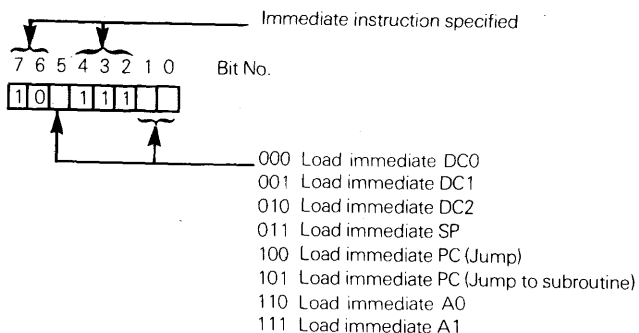 Immediate instruction specified
7 6 5 4 3 2 1 0 Bit No.
1 0 1 1 1
000 Load immediate DC0
001 Load immediate DC1
010 Load immediate DC2
011 Load immediate SP
100 Load immediate PC (Jump)
101 Load immediate PC (Jump to subroutine)
110 Load immediate A0
111 Load immediate A1